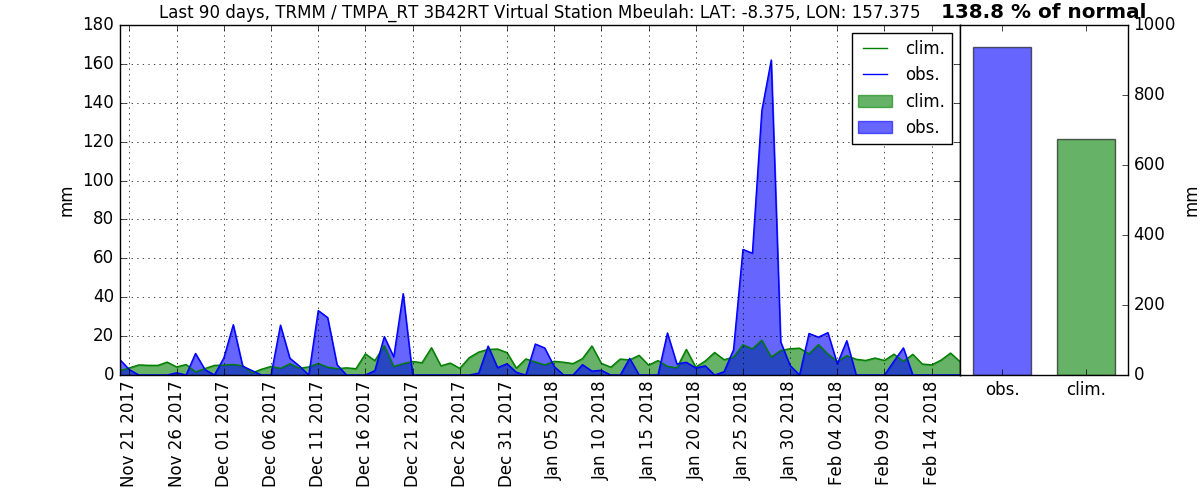 Last 90 days, TRMM / TMPA_RT 3B42RT Virtual Station Mbeulah: LAT: -8.375, LON: 157.375
138.8 % of normal
180
160
140
120
100
80
60
40
20
0
mm
clim.
obs.
clim.
obs.
Nov 21 2017
Nov 26 2017
Dec 01 2017
Dec 06 2017
Dec 11 2017
Dec 16 2017
Dec 21 2017
Dec 26 2017
Dec 31 2017
Jan 05 2018
Jan 10 2018
Jan 15 2018
Jan 20 2018
Jan 25 2018
Jan 30 2018
Feb 04 2018
Feb 09 2018
Feb 14 2018
1000
800
600
400
200
0
mm
obs.
clim.